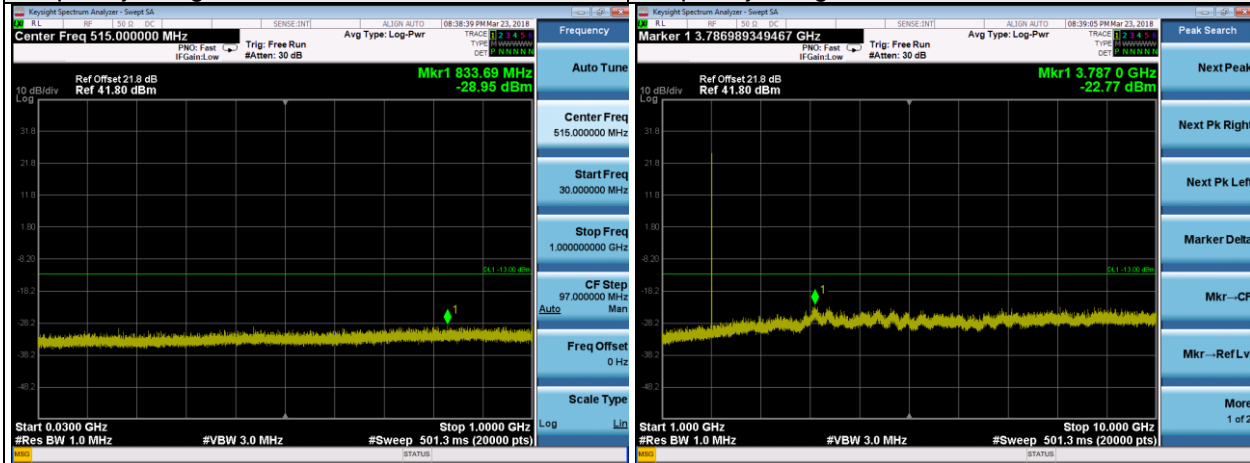 Keysight Spectrum Analyzer - Swept SA
RL RF 50 Ω DC SENSE:INT ALIGN AUTO 08:38:39 PM Mar 23, 2018
Center Freq 515.000000 MHz
PNO: Fast
IFGain:Low
Trig: Free Run
#Atten: 30 dB
Avg Type: Log-Pwr
TRACE 1 2 3 4 5 6
TYPE M WWWWW
DET P N N N N N
Ref Offset 21.8 dB
Ref 41.80 dBm
10 dB/div
Log
Mkr1 833.69 MHz
-28.95 dBm
31.8
21.8
11.8
1.80
-8.20
-18.2
-28.2
-38.2
-48.2
DL1 -13.00 dBm
1
Start 0.0300 GHz
Stop 1.0000 GHz
#Res BW 1.0 MHz
#VBW 3.0 MHz
#Sweep 501.3 ms (20000 pts)
MSG
STATUS
Frequency
Auto Tune
Center Freq
515.000000 MHz
Start Freq
30.000000 MHz
Stop Freq
1.000000000 GHz
CF Step
97.000000 MHz
Auto Man
Freq Offset
0 Hz
Scale Type
Log Lin
Keysight Spectrum Analyzer - Swept SA
RL RF 50 Ω DC SENSE:INT ALIGN AUTO 08:39:05 PM Mar 23, 2018
Marker 1 3.786989349467 GHz
PNO: Fast
IFGain:Low
Trig: Free Run
#Atten: 30 dB
Avg Type: Log-Pwr
TRACE 1 2 3 4 5 6
TYPE M WWWWW
DET P N N N N N
Ref Offset 21.8 dB
Ref 41.80 dBm
10 dB/div
Log
Mkr1 3.787 0 GHz
-22.77 dBm
31.8
21.8
11.8
1.80
-8.20
-18.2
-28.2
-38.2
-48.2
DL1 -13.00 dBm
1
Start 1.000 GHz
Stop 10.000 GHz
#Res BW 1.0 MHz
#VBW 3.0 MHz
#Sweep 501.3 ms (20000 pts)
MSG
STATUS
Peak Search
Next Peak
Next Pk Right
Next Pk Left
Marker Delta
Mkr→CF
Mkr→Ref Lv
More
1 of 2